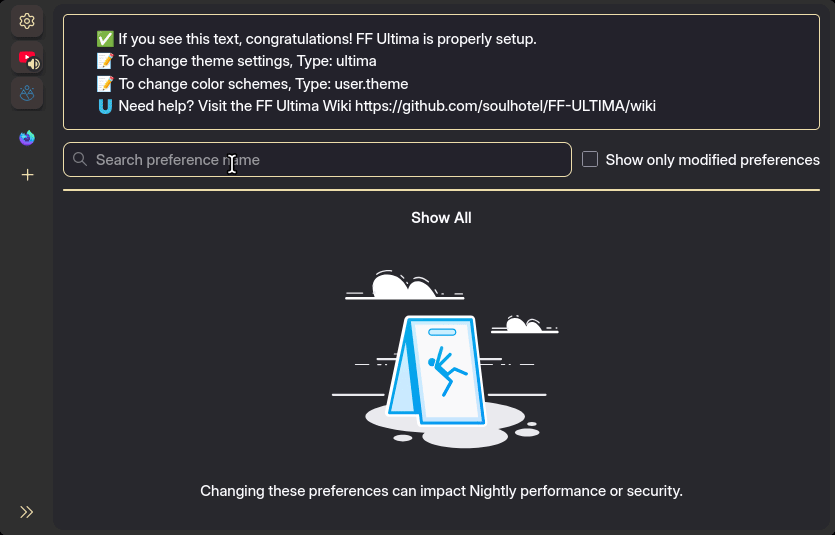 ✅ If you see this text, congratulations! FF Ultima is properly setup.
📝 To change theme settings, Type: ultima
📝 To change color schemes, Type: user.theme
Need help? Visit the FF Ultima Wiki https://github.com/soulhotel/FF-ULTIMA/wiki
Search preference name
Show only modified preferences
Show All
Changing these preferences can impact Nightly performance or security.